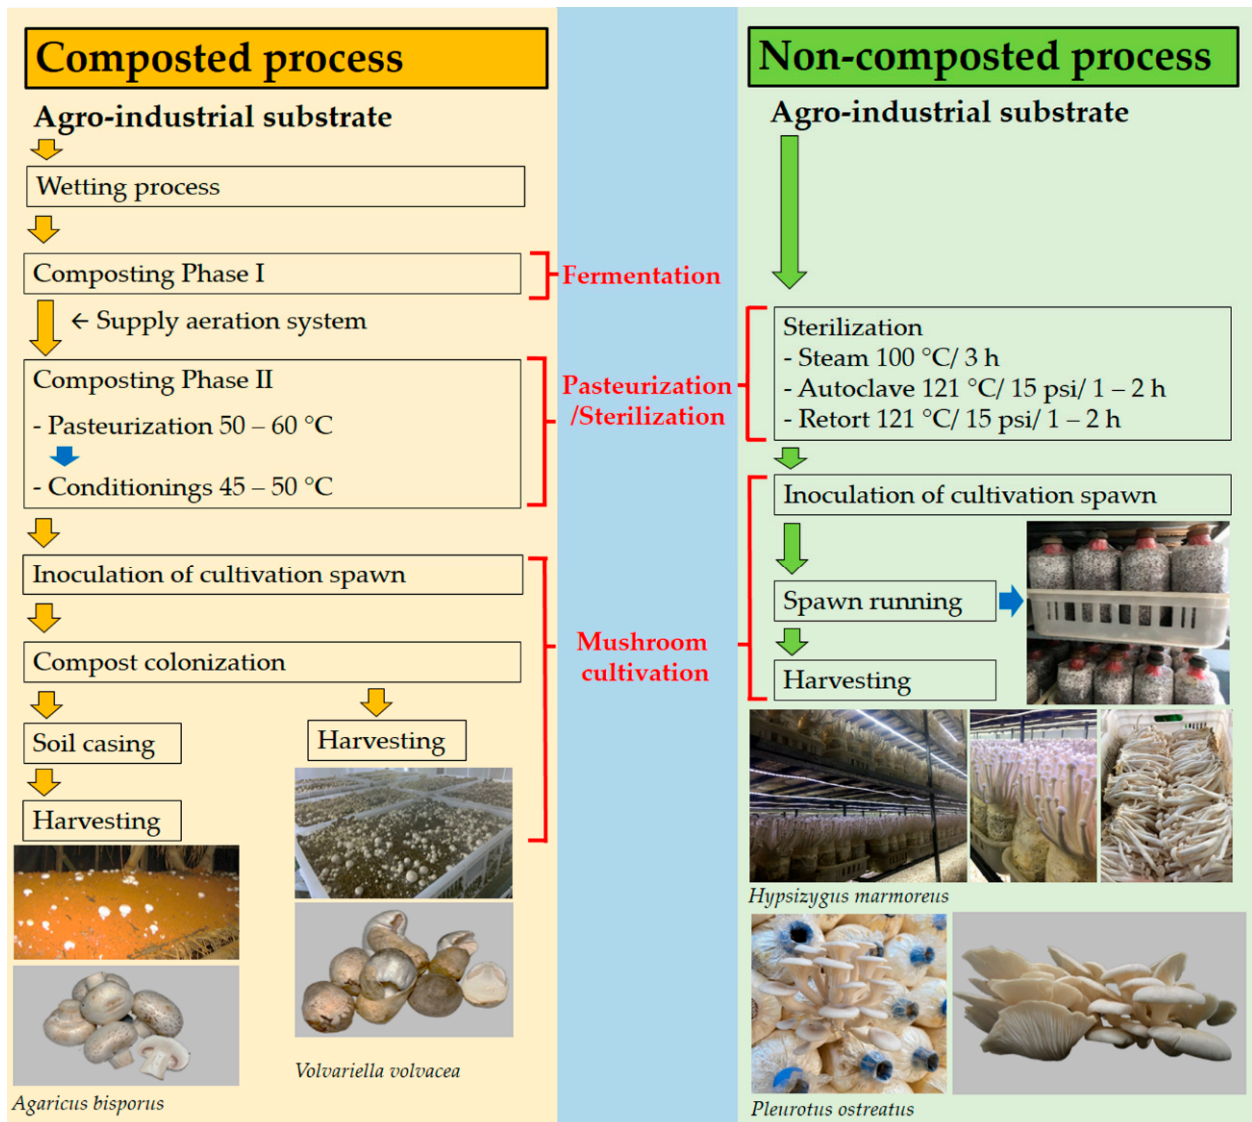 Composted process
Agro-industrial substrate
Wetting process
Composting Phase I
← Supply aeration system
Composting Phase II
- Pasteurization 50 – 60 °C
- Conditionings 45 – 50 °C
Inoculation of cultivation spawn
Compost colonization
Soil casing
Harvesting
Harvesting
Agaricus bisporus
Volvariella volvacea
Fermentation
Pasteurization
/Sterilization
Mushroom
cultivation
Non-composted process
Agro-industrial substrate
Sterilization
- Steam 100 °C/ 3 h
- Autoclave 121 °C/ 15 psi/ 1 – 2 h
- Retort 121 °C/ 15 psi/ 1 – 2 h
Inoculation of cultivation spawn
Spawn running
Harvesting
Hypsizygus marmoreus
Pleurotus ostreatus